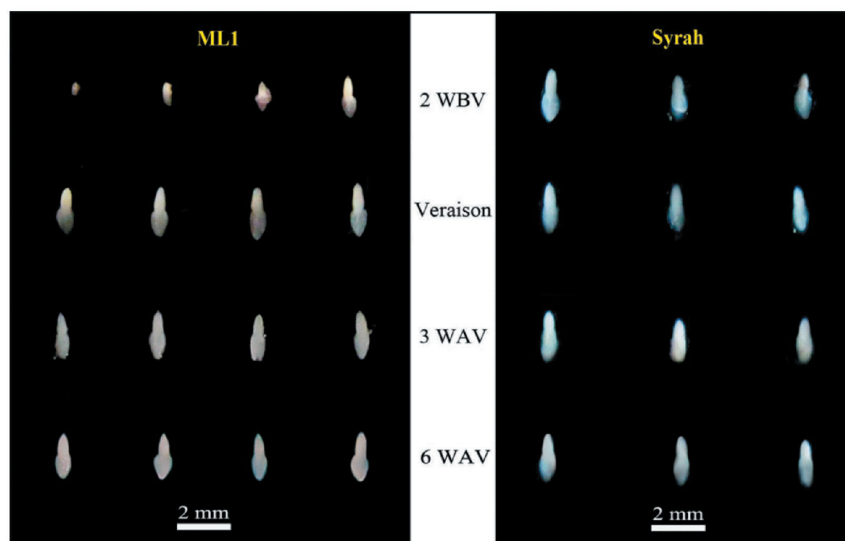 ML1
Syrah
2 WBV
Veraison
3 WAV
6 WAV
2 mm
2 mm